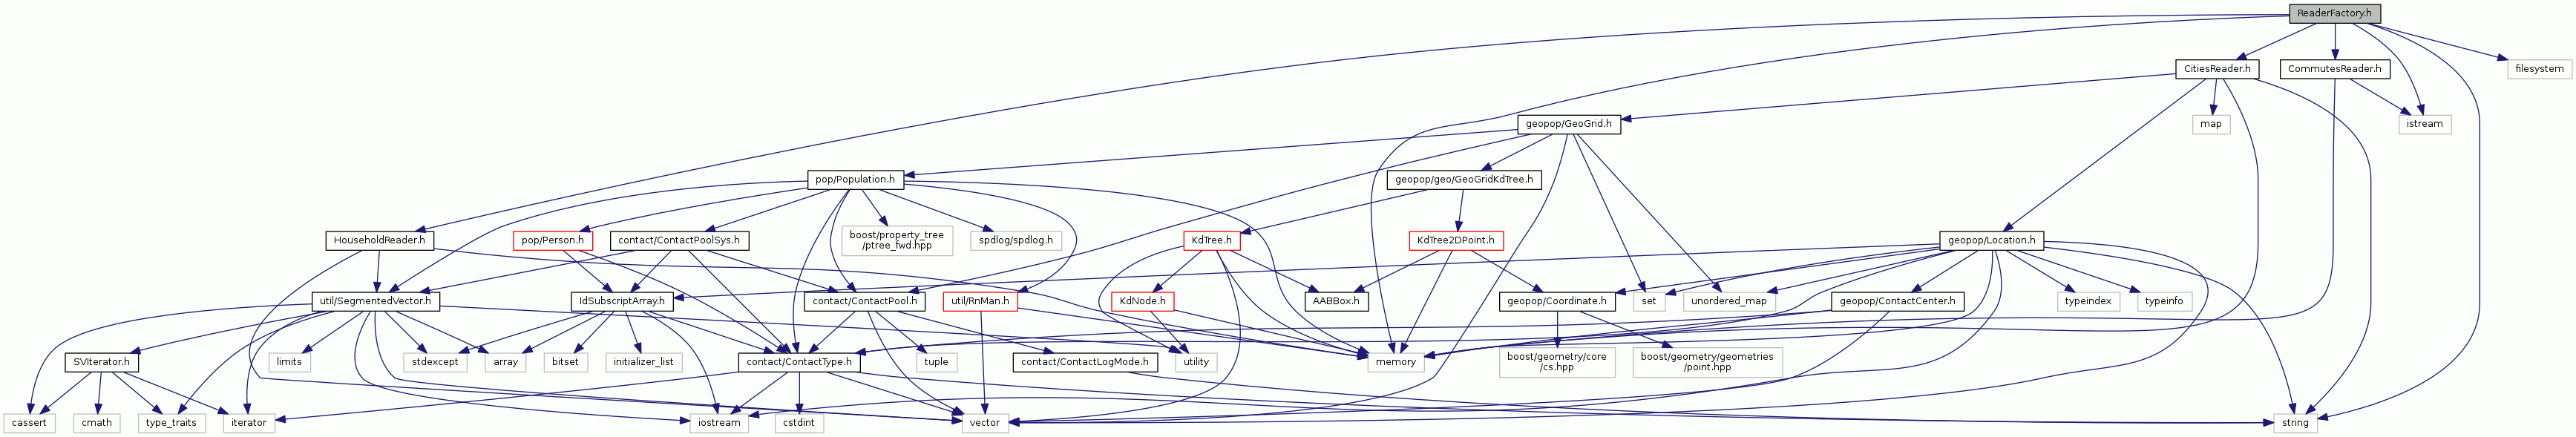 ReaderFactory.h
CitiesReader.h
CommutesReader.h
filesystem
geopop/GeoGrid.h
map
istream
pop/Population.h
geopop/geo/GeoGridKdTree.h
HouseholdReader.h
pop/Person.h
contact/ContactPoolSys.h
boost/property_tree
/ptree_fwd.hpp
spdlog/spdlog.h
KdTree.h
KdTree2DPoint.h
geopop/Location.h
util/SegmentedVector.h
IdSubscriptArray.h
contact/ContactPool.h
util/RnMan.h
KdNode.h
AABBox.h
geopop/Coordinate.h
set
unordered_map
geopop/ContactCenter.h
typeindex
typeinfo
SVIterator.h
limits
stdexcept
array
bitset
initializer_list
contact/ContactType.h
tuple
contact/ContactLogMode.h
utility
memory
boost/geometry/core
/cs.hpp
boost/geometry/geometries
/point.hpp
cassert
cmath
type_traits
iterator
iostream
cstdint
vector
string